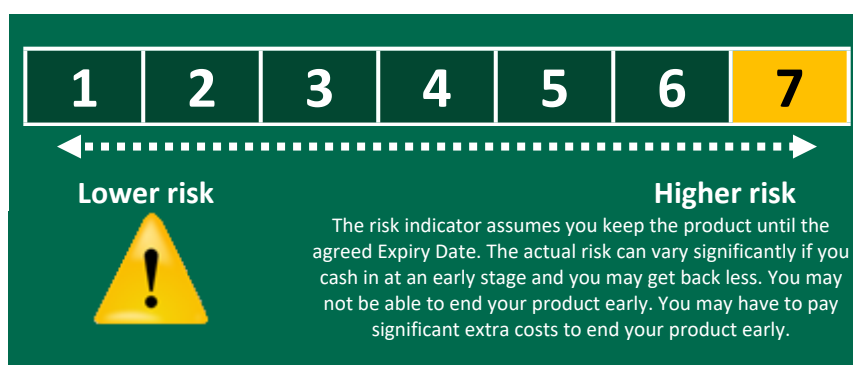 1 2 3 4 5 6 7
Lower risk Higher risk
The risk indicator assumes you keep the product until the
agreed Expiry Date. The actual risk can vary significantly if you
cash in at an early stage and you may get back less. You may
not be able to end your product early. You may have to pay
significant extra costs to end your product early.